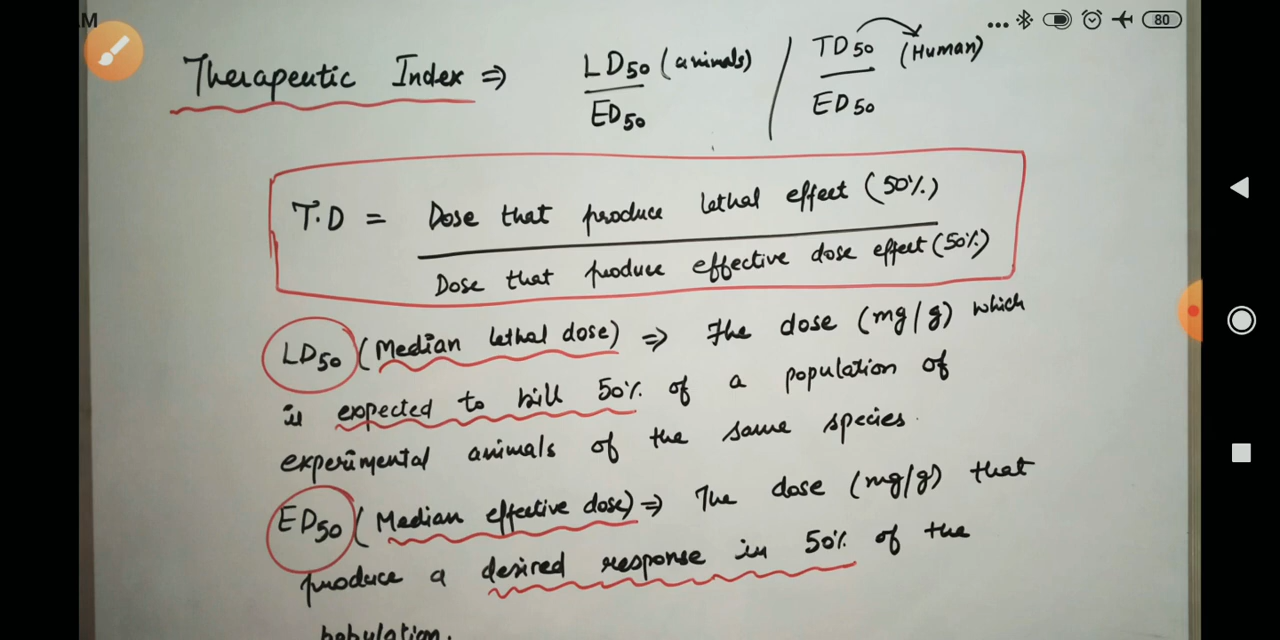 AM
80
Therapeutic Index ⇒ LD50 (animals) / TD50 (Human)
ED50 ED50
T.D = Dose that produce lethal effect (50%)
Dose that produce effective dose effect (50%)
LD50 (Median lethal dose) ⇒ The dose (mg/g) which
is expected to kill 50% of a population of
experimental animals of the same species.
ED50 (Median effective dose) ⇒ The dose (mg/g) that
produce a desired response in 50% of the
population.